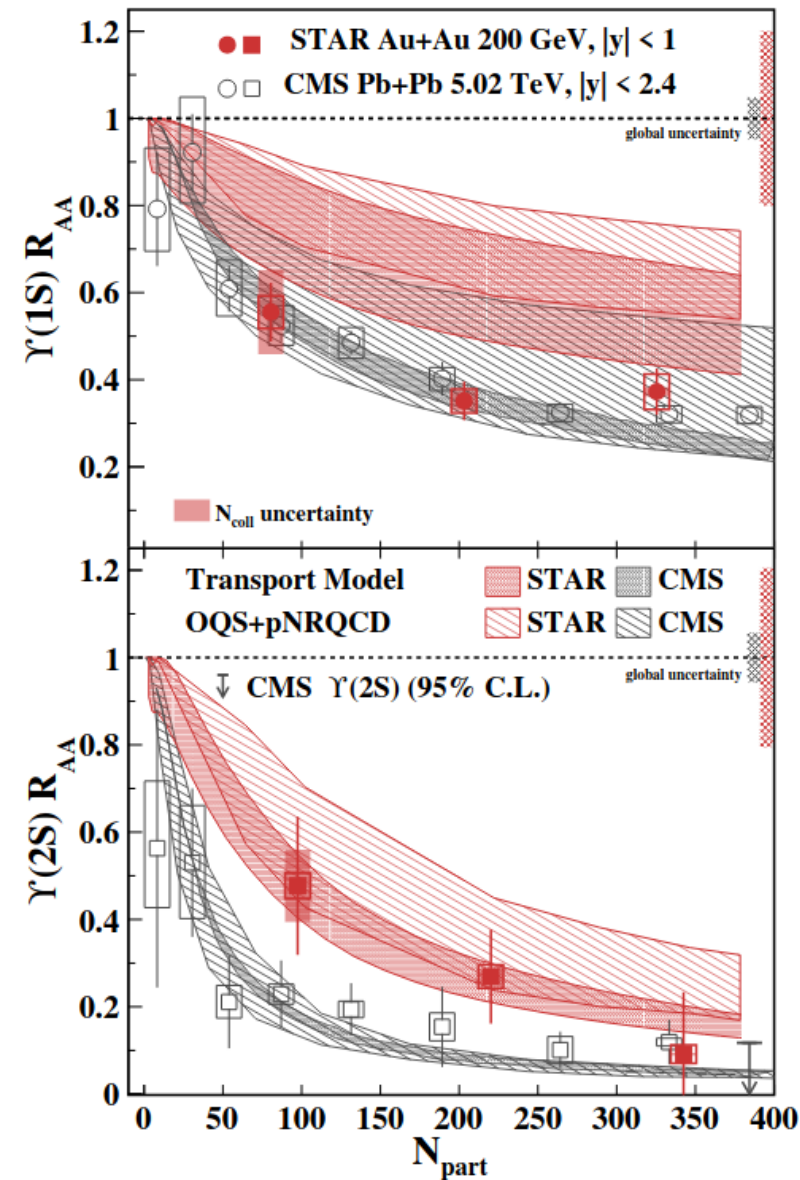 1.2
STAR Au+Au 200 GeV, |y| < 1
CMS Pb+Pb 5.02 TeV, |y| < 2.4
1
global uncertainty
0.8
ϒ(1S) R_AA
0.6
0.4
0.2
N_coll uncertainty
1.2
Transport Model STAR CMS
OQS+pNRQCD STAR CMS
1
global uncertainty
CMS ϒ(2S) (95% C.L.)
0.8
ϒ(2S) R_AA
0.6
0.4
0.2
0
0 50 100 150 200 250 300 350 400
N_part